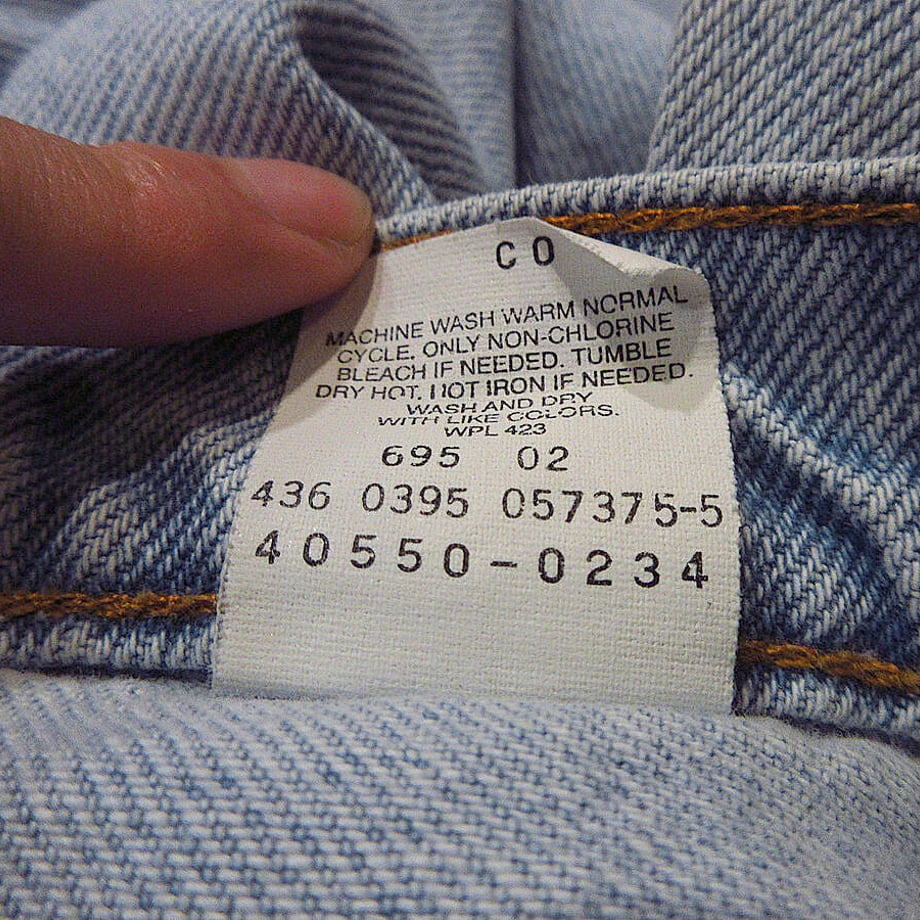 CO
MACHINE WASH WARM NORMAL
CYCLE. ONLY NON-CHLORINE
BLEACH IF NEEDED. TUMBLE
DRY HOT. HOT IRON IF NEEDED.
WASH AND DRY
WITH LIKE COLORS.
WPL 423
695 02
436 0395 057375-5
40550-0234